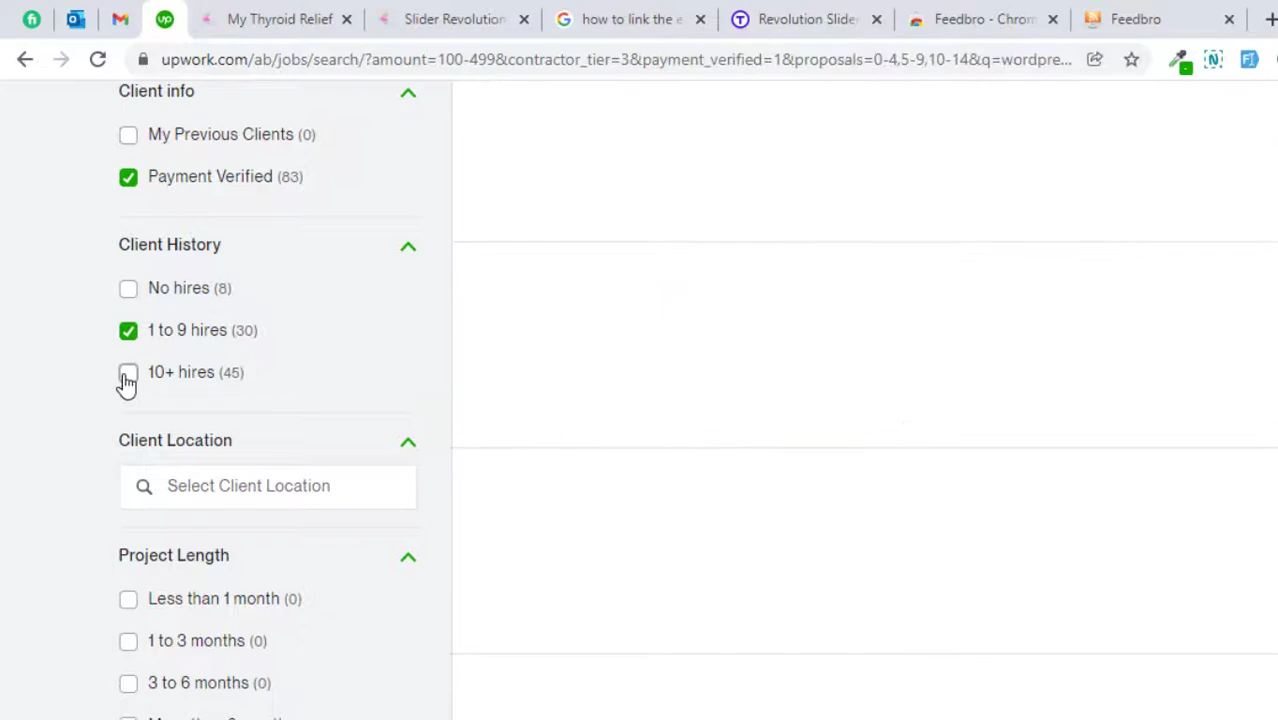 up My Thyroid Relief Slider Revolution how to link the e Revolution Slide Feedbro - Chrom Feedbro
upwork.com/ab/jobs/search/?amount=100-499&contractor_tier=3&payment_verified=1&proposals=0-4,5-9,10-14&q=wordpre...
Client info
My Previous Clients (0)
Payment Verified (83)
Client History
No hires (8)
1 to 9 hires (30)
10+ hires (45)
Client Location
Select Client Location
Project Length
Less than 1 month (0)
1 to 3 months (0)
3 to 6 months (0)